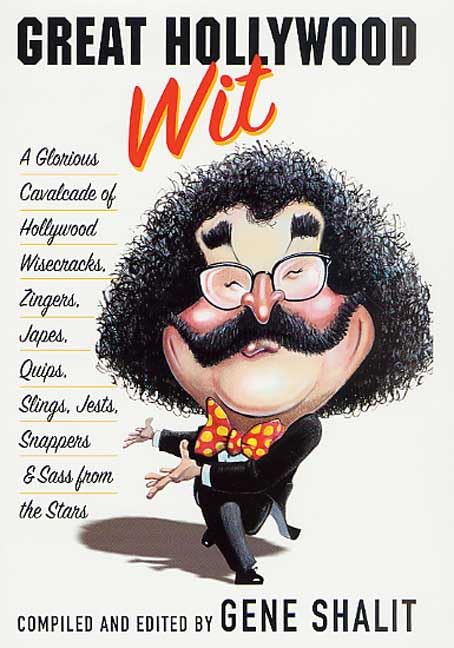 GREAT HOLLYWOOD
Wit
A Glorious
Cavalcade of
Hollywood
Wisecracks,
Zingers,
Japes,
Quips,
Slings, Jests,
Snappers
& Sass from
the Stars
COMPILED AND EDITED BY GENE SHALIT